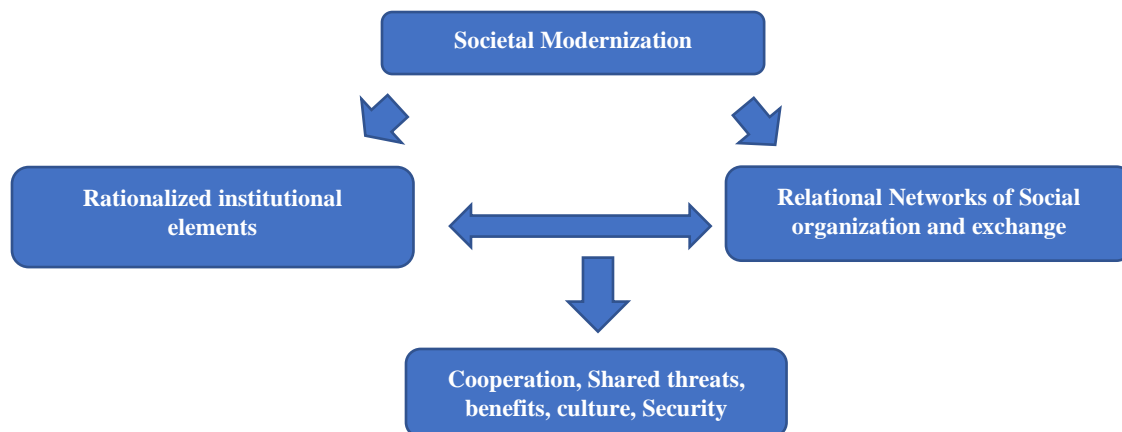 Societal Modernization
Rationalized institutional
elements
Relational Networks of Social
organization and exchange
Cooperation, Shared threats,
benefits, culture, Security